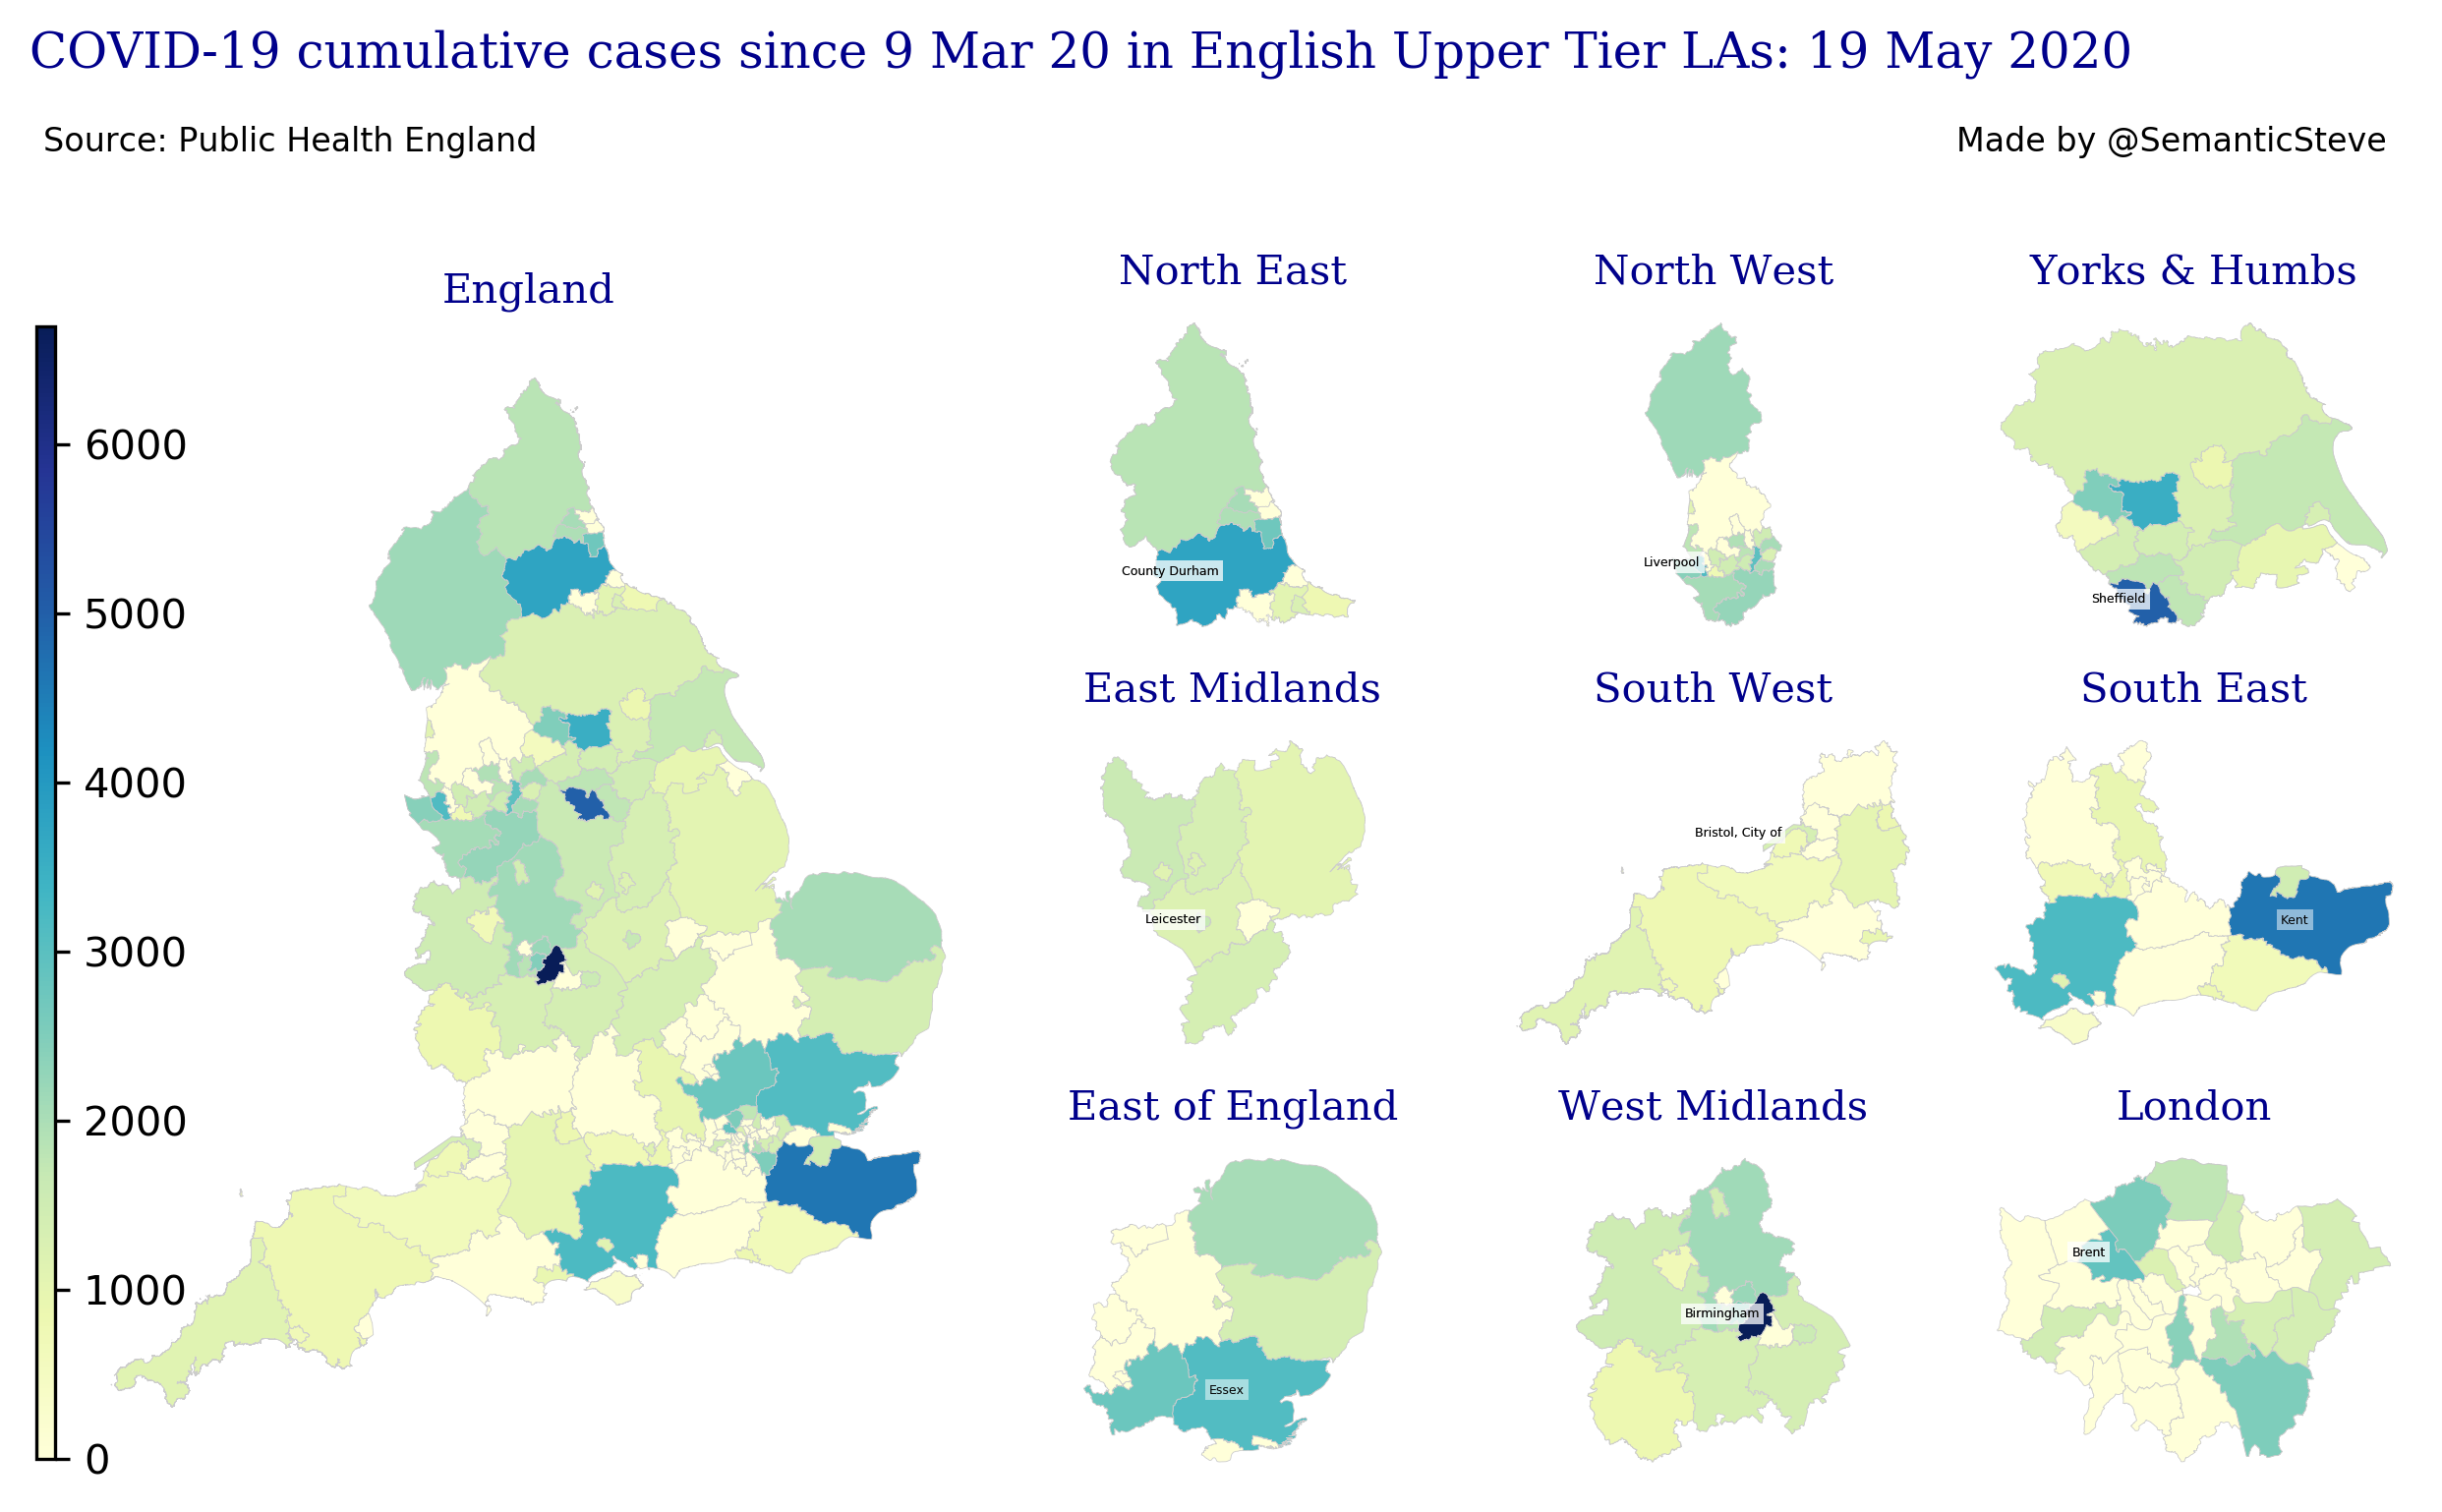 COVID-19 cumulative cases since 9 Mar 20 in English Upper Tier LAs: 19 May 2020
Source: Public Health England
Made by @SemanticSteve
England
6000
5000
4000
3000
2000
1000
0
North East
County Durham
North West
Liverpool
Yorks & Humbs
Sheffield
East Midlands
Leicester
South West
Bristol, City of
South East
Kent
East of England
Essex
West Midlands
Birmingham
London
Brent